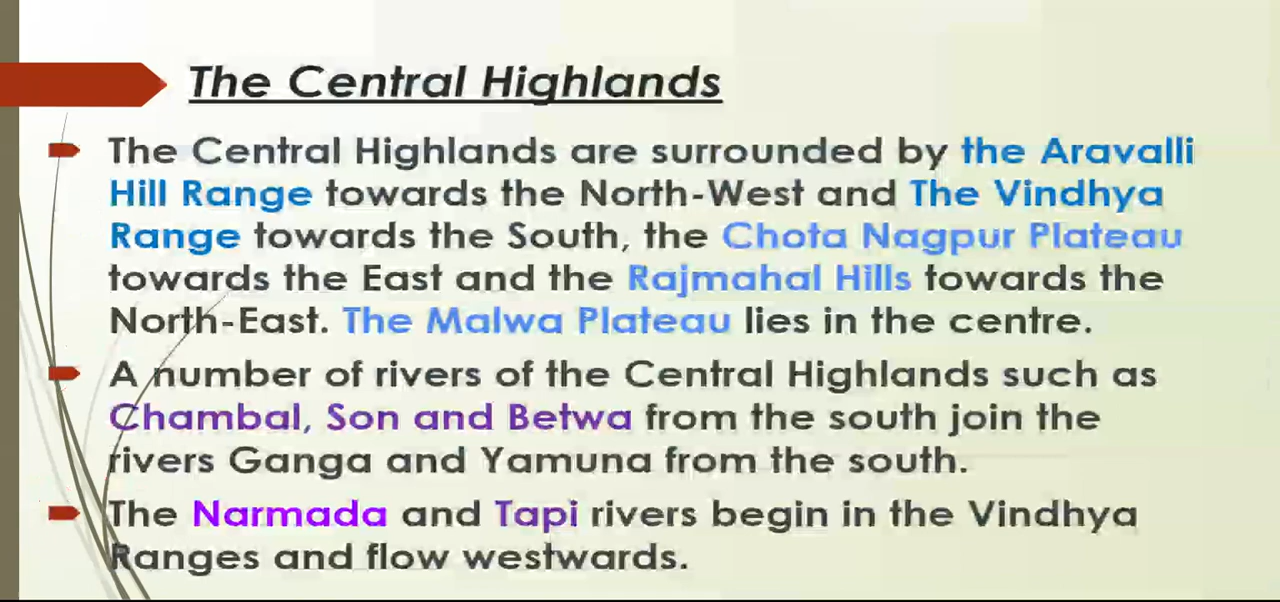 The Central Highlands
The Central Highlands are surrounded by the Aravalli
Hill Range towards the North-West and The Vindhya
Range towards the South, the Chota Nagpur Plateau
towards the East and the Rajmahal Hills towards the
North-East. The Malwa Plateau lies in the centre.
A number of rivers of the Central Highlands such as
Chambal, Son and Betwa from the south join the
rivers Ganga and Yamuna from the south.
The Narmada and Tapi rivers begin in the Vindhya
Ranges and flow westwards.